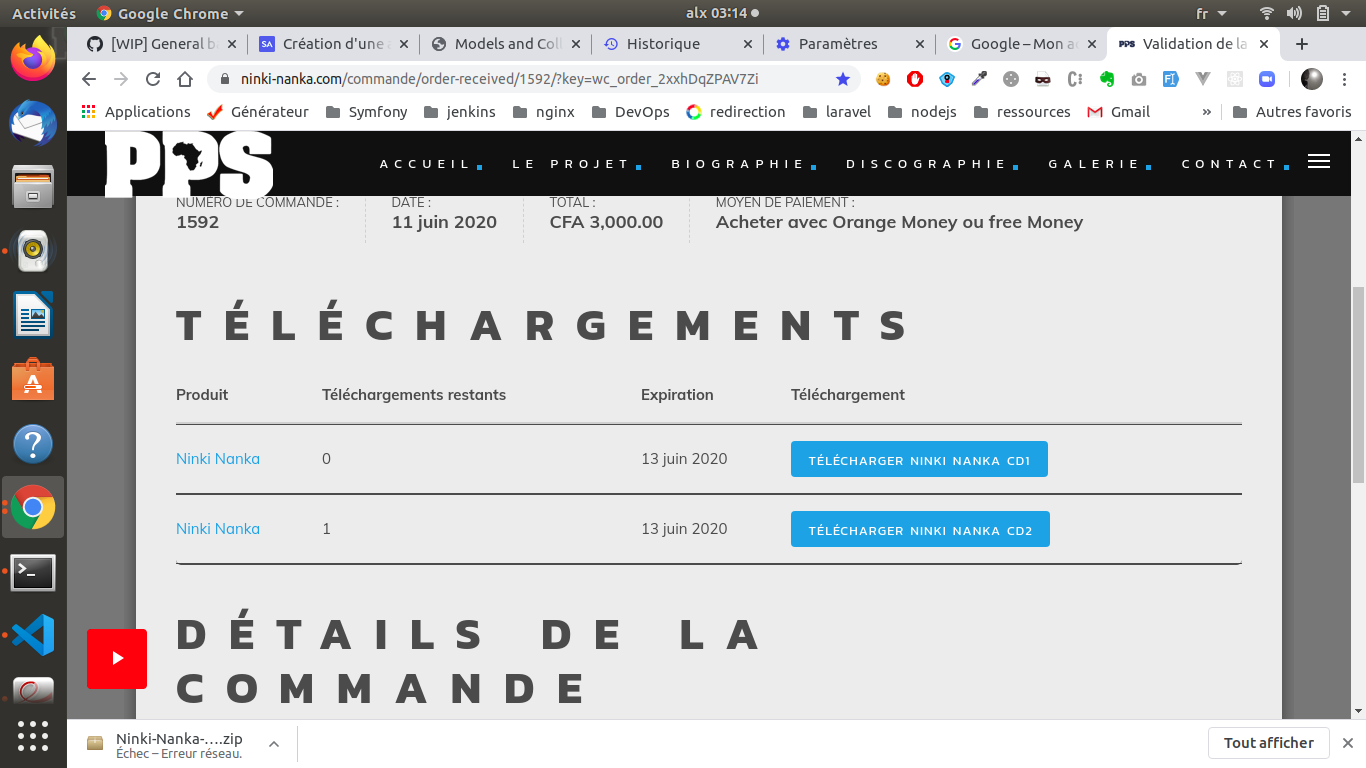 Activités Google Chrome alx 03:14 fr
[WIP] General b Création d'une a Models and Coll Historique Paramètres Google – Mon ac PPS Validation de la
ninki-nanka.com/commande/order-received/1592/?key=wc_order_2xxhDqZPAV7Zi
Applications Générateur Symfony jenkins nginx DevOps redirection laravel nodejs ressources Gmail » Autres favoris
PPS ACCUEIL LE PROJET BIOGRAPHIE DISCOGRAPHIE GALERIE CONTACT
NUMÉRO DE COMMANDE : DATE : TOTAL : MOYEN DE PAIEMENT :
1592 11 juin 2020 CFA 3,000.00 Acheter avec Orange Money ou free Money
TÉLÉCHARGEMENTS
Produit Téléchargements restants Expiration Téléchargement
Ninki Nanka 0 13 juin 2020 TÉLÉCHARGER NINKI NANKA CD1
Ninki Nanka 1 13 juin 2020 TÉLÉCHARGER NINKI NANKA CD2
DÉTAILS DE LA
COMMANDE
Ninki-Nanka-....zip Tout afficher
Échec – Erreur réseau.